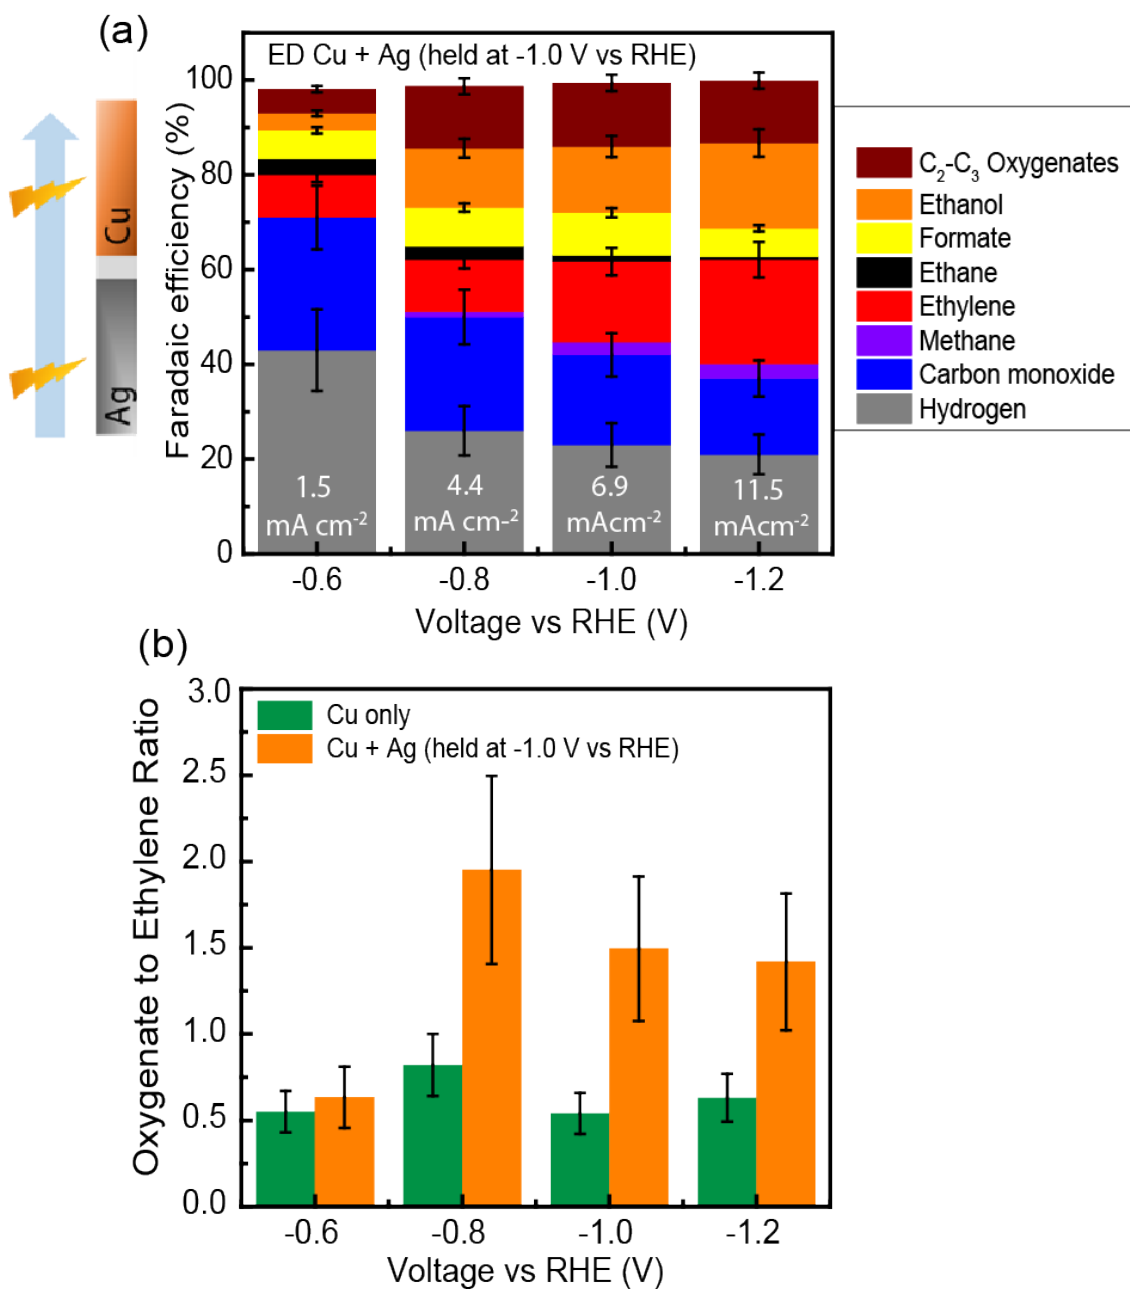 (a)
ED Cu + Ag (held at -1.0 V vs RHE)
Cu
Ag
Faradaic efficiency (%)
100
80
60
40
20
0
1.5
mA cm⁻²
4.4
mA cm-²
6.9
mAcm⁻²
11.5
mAcm⁻²
-0.6
-0.8
-1.0
-1.2
Voltage vs RHE (V)
C₂-C₃ Oxygenates
Ethanol
Formate
Ethane
Ethylene
Methane
Carbon monoxide
Hydrogen
(b)
Oxygenate to Ethylene Ratio
3.0
2.5
2.0
1.5
1.0
0.5
0.0
Cu only
Cu + Ag (held at -1.0 V vs RHE)
-0.6
-0.8
-1.0
-1.2
Voltage vs RHE (V)